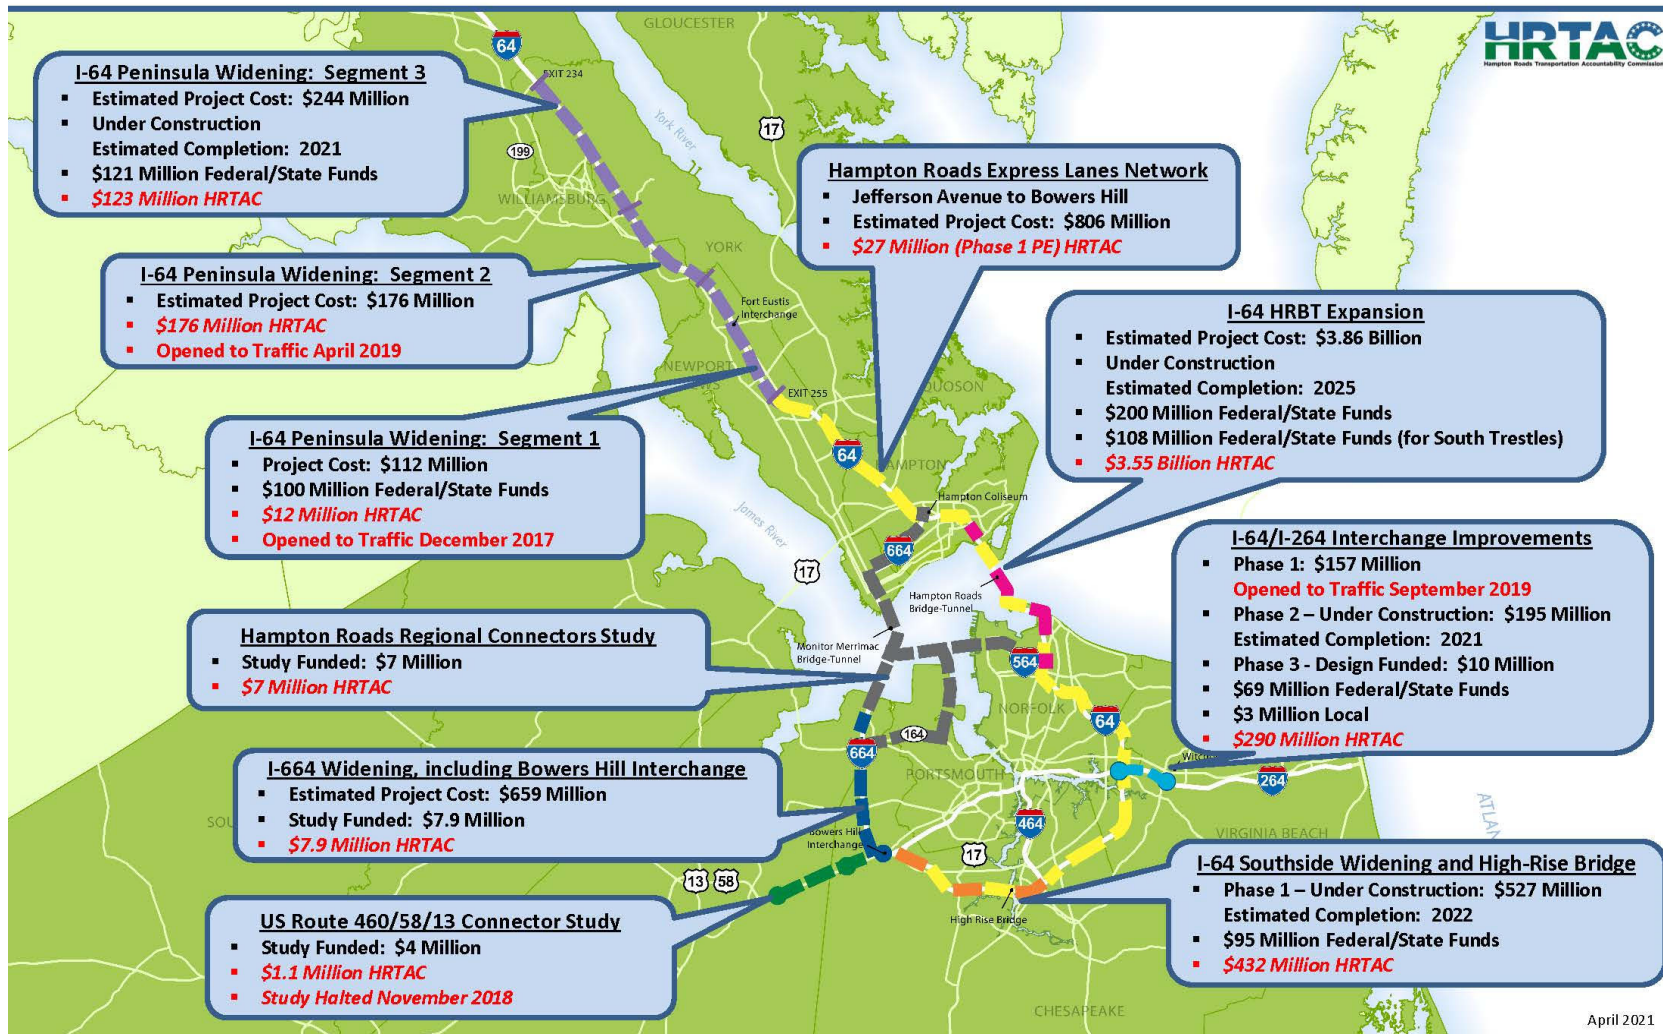 HRTAC
Hampton Roads Transportation Accountability Commission
GLOUCESTER
64
EXIT 234
I-64 Peninsula Widening: Segment 3
▪ Estimated Project Cost: $244 Million
▪ Under Construction
Estimated Completion: 2021
▪ $121 Million Federal/State Funds
▪ $123 Million HRTAC
York River
17
199
WILLIAMSBURG
YORK
Hampton Roads Express Lanes Network
▪ Jefferson Avenue to Bowers Hill
▪ Estimated Project Cost: $806 Million
▪ $27 Million (Phase 1 PE) HRTAC
I-64 Peninsula Widening: Segment 2
▪ Estimated Project Cost: $176 Million
▪ $176 Million HRTAC
▪ Opened to Traffic April 2019
Fort Eustis
Interchange
NEWPORT
EXIT 255
I-64 HRBT Expansion
▪ Estimated Project Cost: $3.86 Billion
▪ Under Construction
Estimated Completion: 2025
▪ $200 Million Federal/State Funds
▪ $108 Million Federal/State Funds (for South Trestles)
▪ $3.55 Billion HRTAC
I-64 Peninsula Widening: Segment 1
▪ Project Cost: $112 Million
▪ $100 Million Federal/State Funds
▪ $12 Million HRTAC
▪ Opened to Traffic December 2017
64
HAMPTON
Hampton Coliseum
James River
664
17
Hampton Roads
Bridge-Tunnel
Monitor Merrimac
Bridge-Tunnel
564
I-64/I-264 Interchange Improvements
▪ Phase 1: $157 Million
Opened to Traffic September 2019
▪ Phase 2 – Under Construction: $195 Million
Estimated Completion: 2021
▪ Phase 3 - Design Funded: $10 Million
▪ $69 Million Federal/State Funds
▪ $3 Million Local
▪ $290 Million HRTAC
Hampton Roads Regional Connectors Study
▪ Study Funded: $7 Million
▪ $7 Million HRTAC
NORFOLK
64
164
664
PORTSMOUTH
264
464
VIRGINIA BEACH
I-664 Widening, including Bowers Hill Interchange
▪ Estimated Project Cost: $659 Million
▪ Study Funded: $7.9 Million
▪ $7.9 Million HRTAC
Bowers Hill
Interchange
17
13 58
High Rise Bridge
I-64 Southside Widening and High-Rise Bridge
▪ Phase 1 – Under Construction: $527 Million
Estimated Completion: 2022
▪ $95 Million Federal/State Funds
▪ $432 Million HRTAC
US Route 460/58/13 Connector Study
▪ Study Funded: $4 Million
▪ $1.1 Million HRTAC
▪ Study Halted November 2018
CHESAPEAKE
April 2021